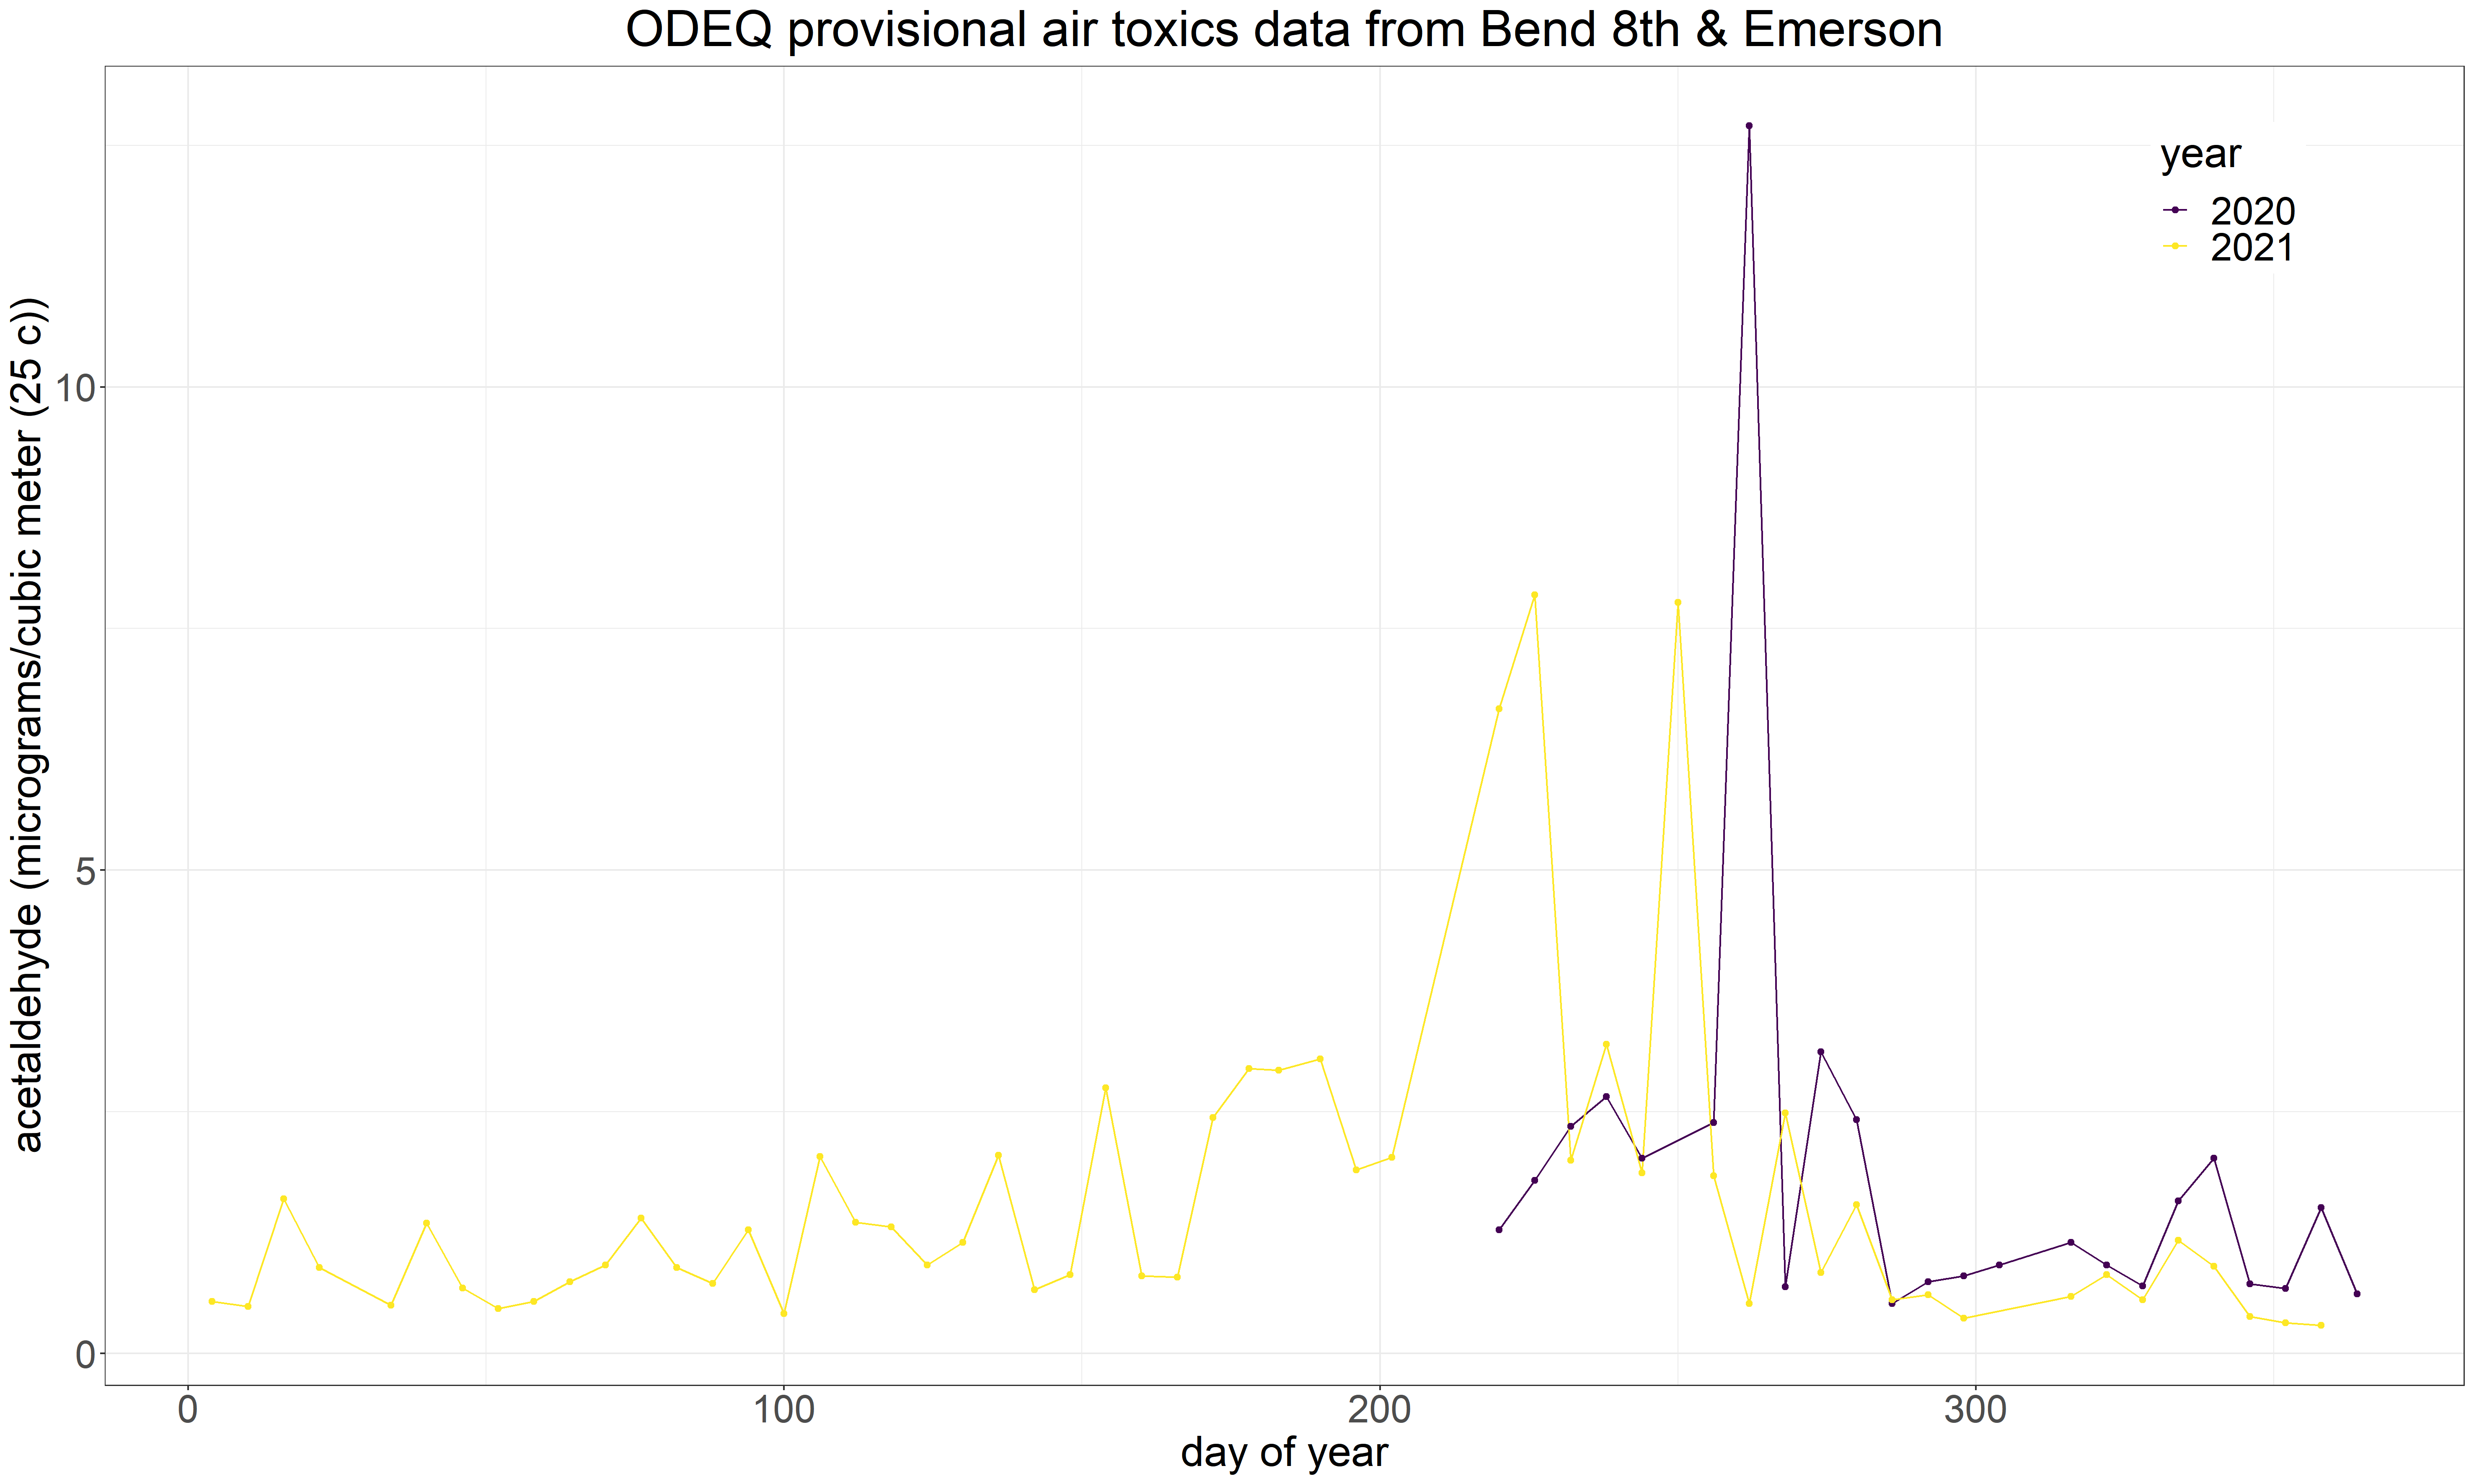 ODEQ provisional air toxics data from Bend 8th & Emerson
acetaldehyde (micrograms/cubic meter (25 c))
10
5
0
year
2020
2021
0 100 200 300
day of year